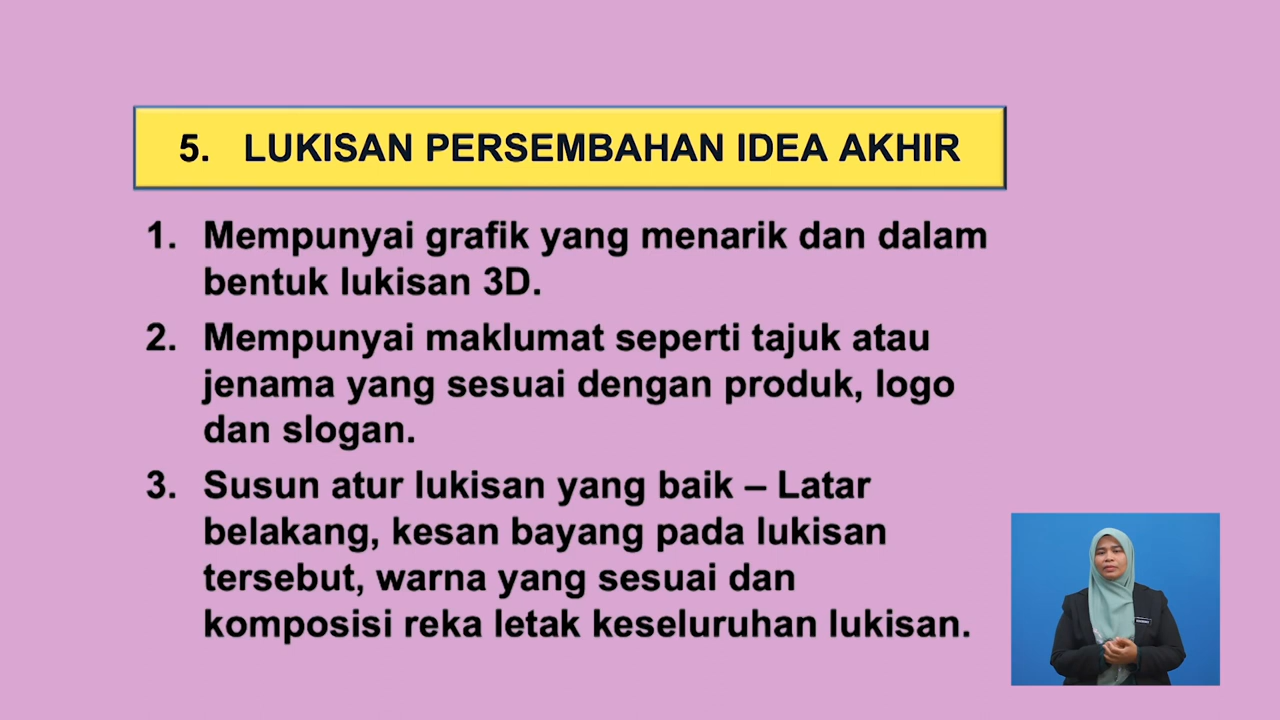 5. LUKISAN PERSEMBAHAN IDEA AKHIR
1. Mempunyai grafik yang menarik dan dalam
bentuk lukisan 3D.
2. Mempunyai maklumat seperti tajuk atau
jenama yang sesuai dengan produk, logo
dan slogan.
3. Susun atur lukisan yang baik – Latar
belakang, kesan bayang pada lukisan
tersebut, warna yang sesuai dan
komposisi reka letak keseluruhan lukisan.